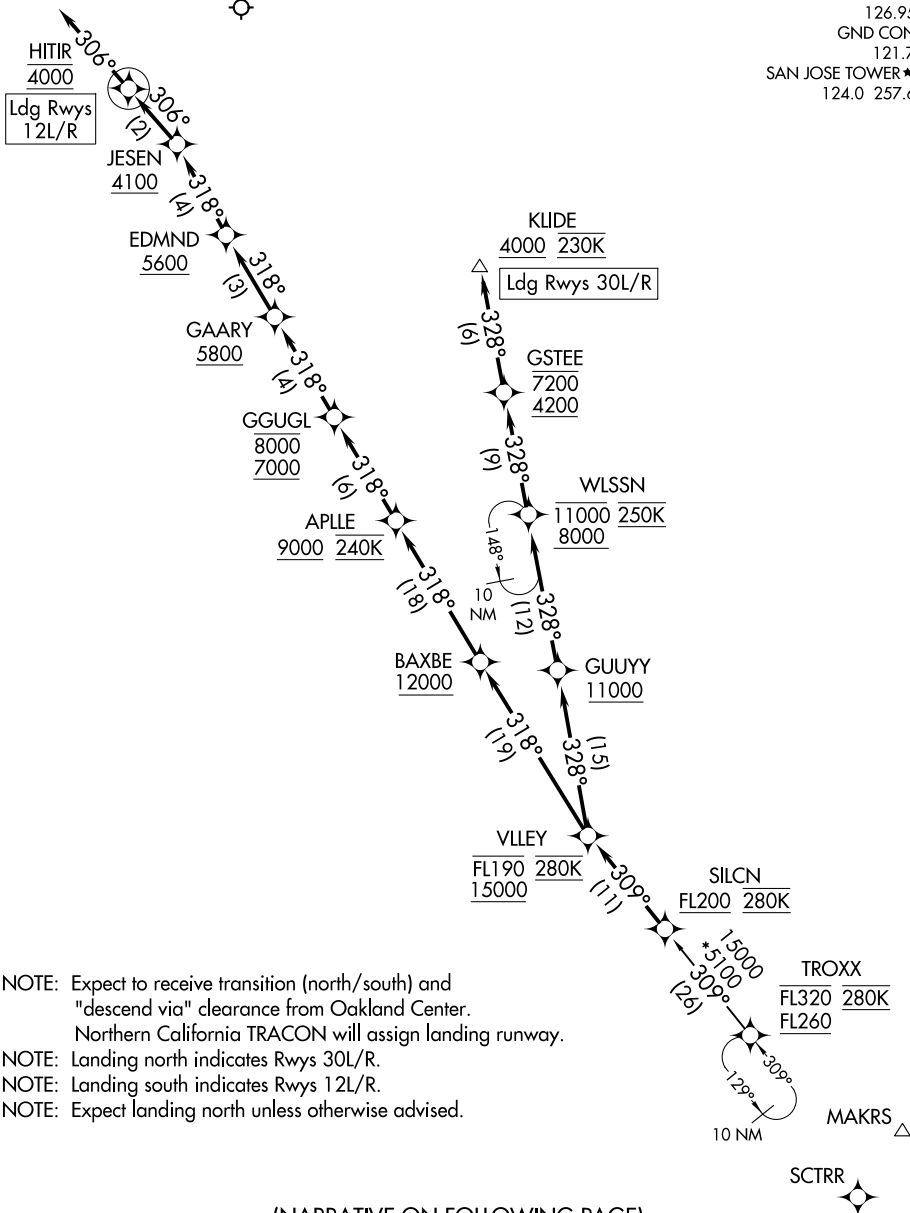 126.95
GND CON
121.7
SAN JOSE TOWER★
124.0 257.6
306°
HITIR
4000
Ldg Rwys
12L/R
306°
(2)
JESEN
4100
318°
(4)
EDMND
5600
318°
(3)
GAARY
5800
318°
(4)
GGUGL
8000
7000
318°
(6)
APLLE
9000 240K
318°
(18)
BAXBE
12000
318°
(19)
KLIDE
4000 230K
Ldg Rwys 30L/R
328°
(6)
GSTEE
7200
4200
328°
(9)
WLSSN
11000 250K
8000
148°
10
NM
328°
(12)
GUUYY
11000
328°
(15)
VLLEY
FL190 280K
15000
309°
(11)
SILCN
FL200 280K
15000
*5100
309°
(26)
TROXX
FL320 280K
FL260
309°
129°
10 NM
MAKRS
SCTRR
NOTE: Expect to receive transition (north/south) and
"descend via" clearance from Oakland Center.
Northern California TRACON will assign landing runway.
NOTE: Landing north indicates Rwys 30L/R.
NOTE: Landing south indicates Rwys 12L/R.
NOTE: Expect landing north unless otherwise advised.
(NARRATIVE ON FOLLOWING PAGE)